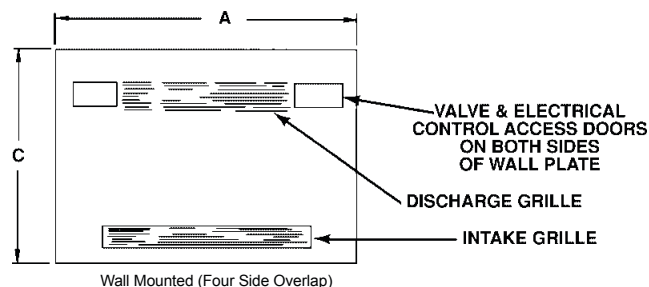 A
C
VALVE & ELECTRICAL
CONTROL ACCESS DOORS
ON BOTH SIDES
OF WALL PLATE
DISCHARGE GRILLE
INTAKE GRILLE
Wall Mounted (Four Side Overlap)